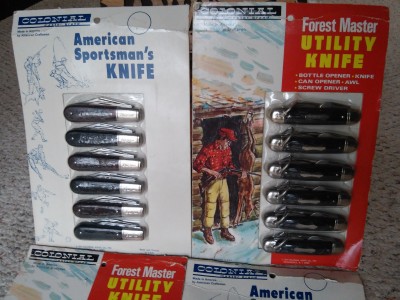 COLONIAL
American
Sportsman's
KNIFE
COLONIAL
Forest Master
UTILITY
KNIFE
• BOTTLE OPENER • KNIFE
• CAN OPENER • AWL
• SCREW DRIVER
COLONIAL
Forest Master
UTILITY
KNIFE
COLONIAL
American